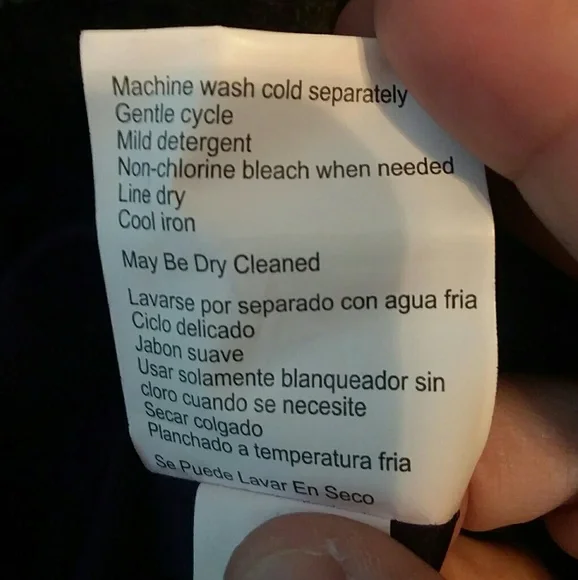 Machine wash cold separately
Gentle cycle
Mild detergent
Non-chlorine bleach when needed
Line dry
Cool iron
May Be Dry Cleaned
Lavarse por separado con agua fria
Ciclo delicado
Jabon suave
Usar solamente blanqueador sin
cloro cuando se necesite
Secar colgado
Planchado a temperatura fria
Se Puede Lavar En Seco